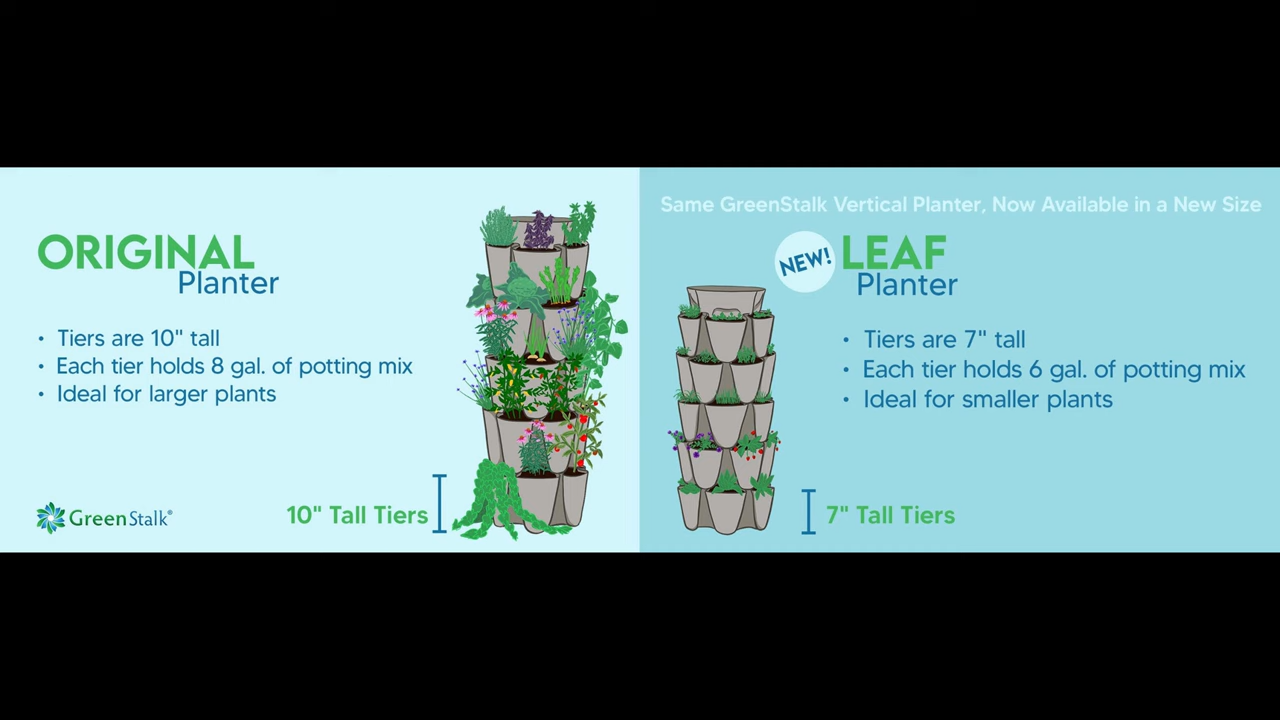 ORIGINAL
Planter
• Tiers are 10" tall
• Each tier holds 8 gal. of potting mix
• Ideal for larger plants
GreenStalk®
10" Tall Tiers
Same GreenStalk Vertical Planter, Now Available in a New Size
NEW!
LEAF
Planter
• Tiers are 7" tall
• Each tier holds 6 gal. of potting mix
• Ideal for smaller plants
7" Tall Tiers